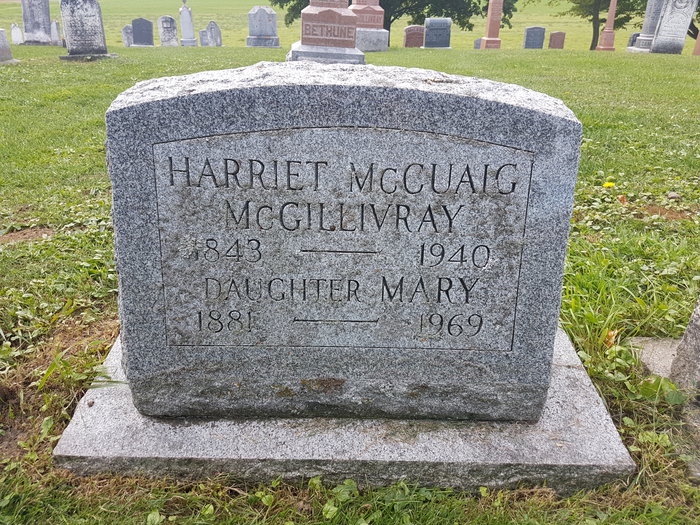 BETHUNE
HARRIET McCUAIG
McGILLIVRAY
1843 — 1940
DAUGHTER MARY
1881 — 1969